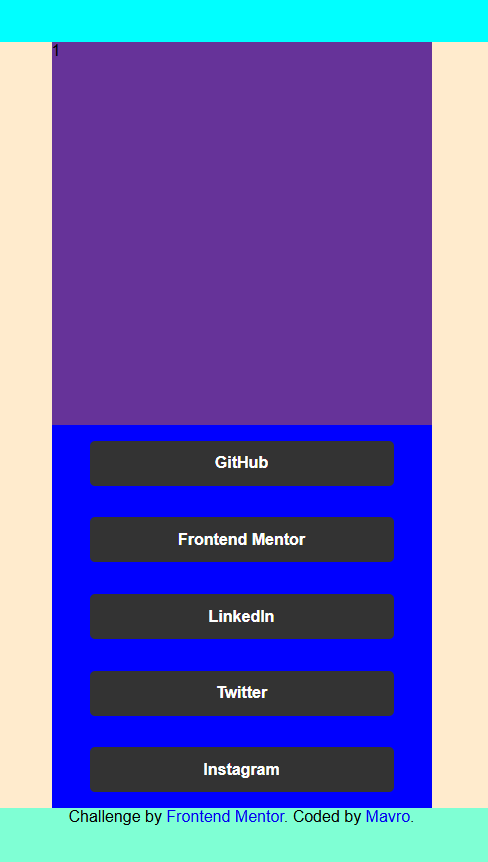 1
GitHub
Frontend Mentor
LinkedIn
Twitter
Instagram
Challenge by Frontend Mentor. Coded by Mavro.